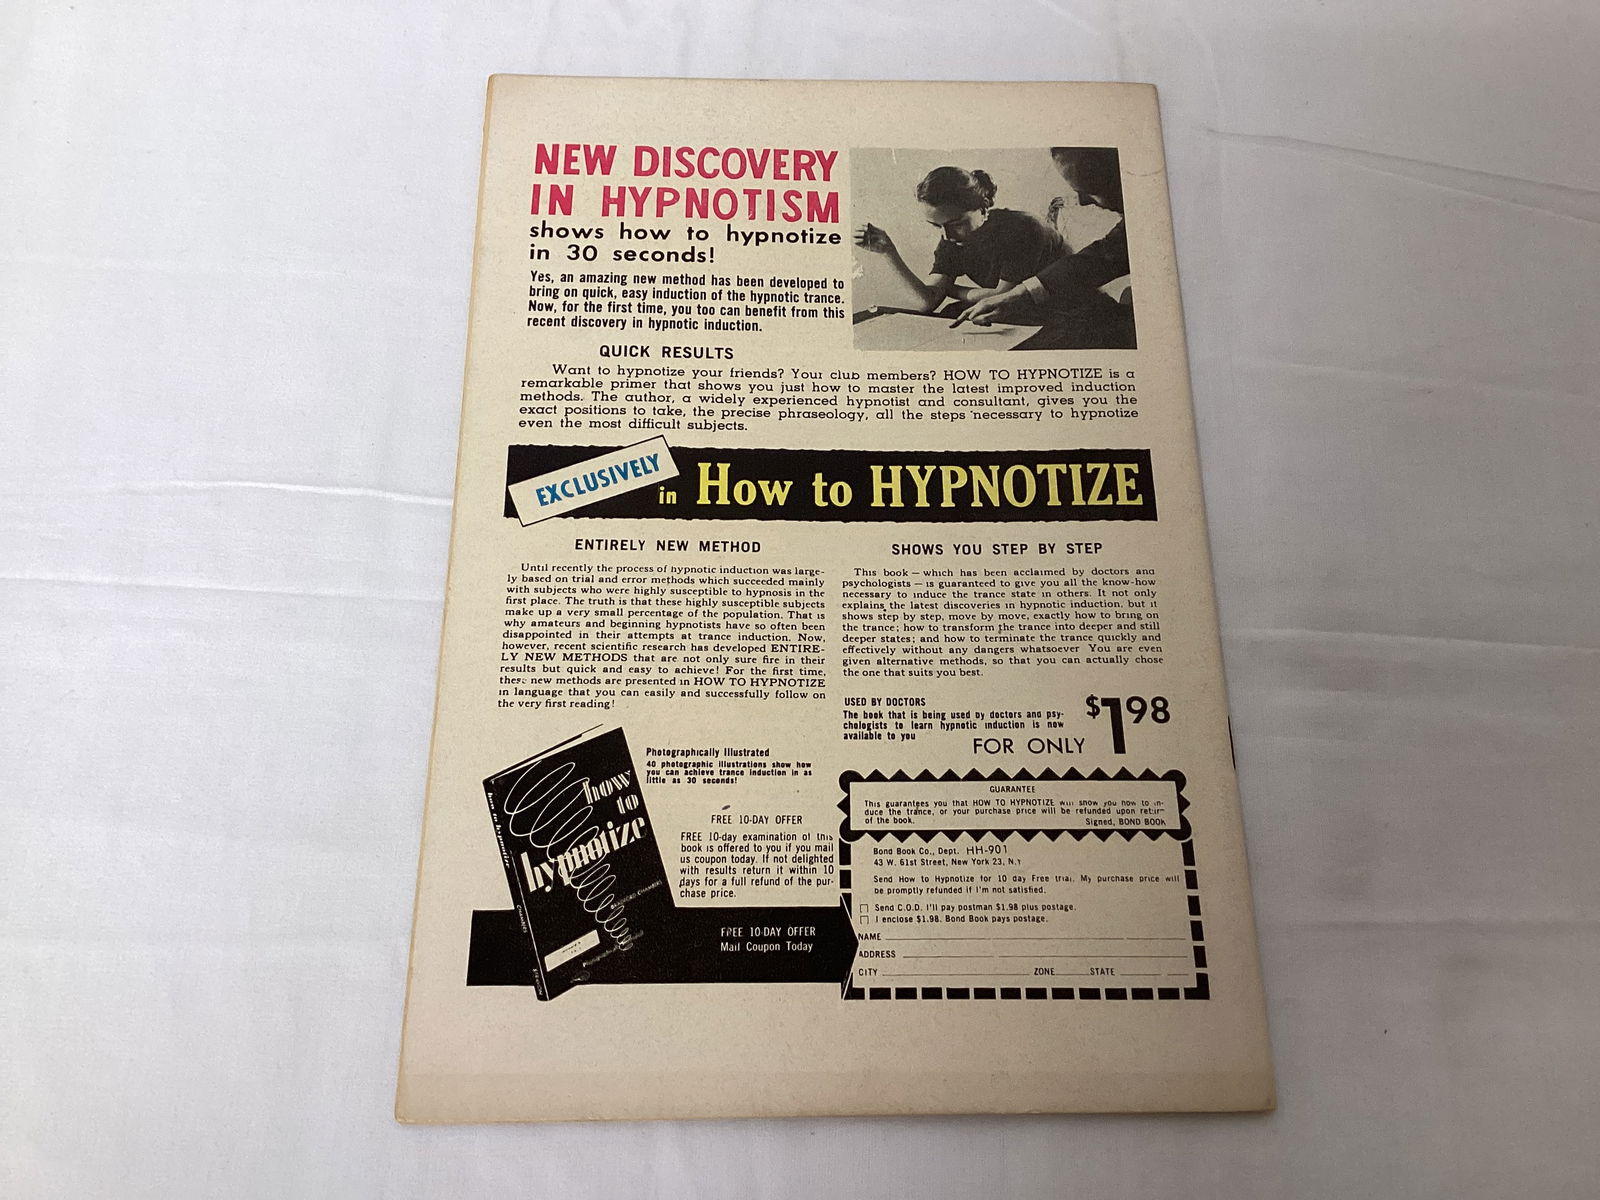 NEW DISCOVERY
IN HYPNOTISM
shows how to hypnotize
in 30 seconds!
Yes, an amazing new method has been developed to
bring on quick, easy induction of the hypnotic trance.
Now, for the first time, you too can benefit from this
recent discovery in hypnotic induction.
QUICK RESULTS
Want to hypnotize your friends? Your club members? HOW TO HYPNOTIZE is a
remarkable primer that shows you just how to master the latest improved induction
methods. The author, a widely experienced hypnotist and consultant, gives you the
exact positions to take, the precise phraseology, all the steps necessary to hypnotize
even the most difficult subjects.
EXCLUSIVELY
in How to HYPNOTIZE
ENTIRELY NEW METHOD
Until recently the process of hypnotic induction was large-
ly based on trial and error methods which succeeded mainly
with subjects who were highly susceptible to hypnosis in the
first place. The truth is that these highly susceptible subjects
make up a very small percentage of the population. That is
why amateurs and beginning hypnotists have so often been
disappointed in their attempts at trance induction. Now,
however, recent scientific research has developed ENTIRE-
LY NEW METHODS that are not only sure fire in their
results but quick and easy to achieve! For the first time,
these new methods are presented in HOW TO HYPNOTIZE
in language that you can easily and successfully follow on
the very first reading!
SHOWS YOU STEP BY STEP
This book — which has been acclaimed by doctors and
psychologists — is guaranteed to give you all the know-how
necessary to induce the trance state in others. It not only
explains the latest discoveries in hypnotic induction, but it
shows step by step, move by move, exactly how to bring on
the trance; how to transform the trance into deeper and still
deeper states; and how to terminate the trance quickly and
effectively without any dangers whatsoever You are even
given alternative methods, so that you can actually chose
the one that suits you best.
USED BY DOCTORS
The book that is being used by doctors and psy-
chologists to learn hypnotic induction is now
available to you
FOR ONLY $1 98
how
to
hypnotize
BRADFORD CHAMBERS
how to hypnotize
CHAMBERS
Photographically Illustrated
40 photographic illustrations show how
you can achieve trance induction in as
little as 30 seconds!
FREE 10-DAY OFFER
FREE 10-day examination of this
book is offered to you if you mail
us coupon today. If not delighted
with results return it within 10
days for a full refund of the pur-
chase price.
FREE 10-DAY OFFER
Mail Coupon Today
GUARANTEE
This guarantees you that HOW TO HYPNOTIZE will show you how to in-
duce the trance, or your purchase price will be refunded upon return
of the book. Signed, BOND BOOK
Bond Book Co., Dept. HH-901
43 W. 61st Street, New York 23, N.Y
Send How to Hypnotize for 10 day Free trial. My purchase price will
be promptly refunded if I'm not satisfied.
Send C.O.D. I'll pay postman $1.98 plus postage.
I enclose $1.98. Bond Book pays postage.
NAME
ADDRESS
CITY ZONE STATE